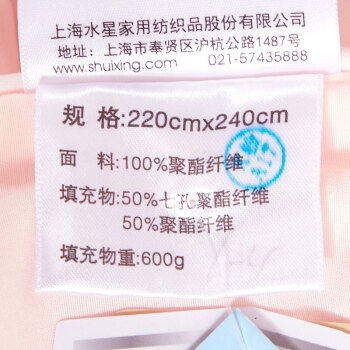 上海水星家用纺织品股份有限公司
地址：上海市奉贤区沪杭公路1487号
www.shuixing.com 021-57435888
规 格:220cmx240cm
面 料:100%聚酯纤维
填充物:50%七孔聚酯纤维
50%聚酯纤维
填充物重:600g